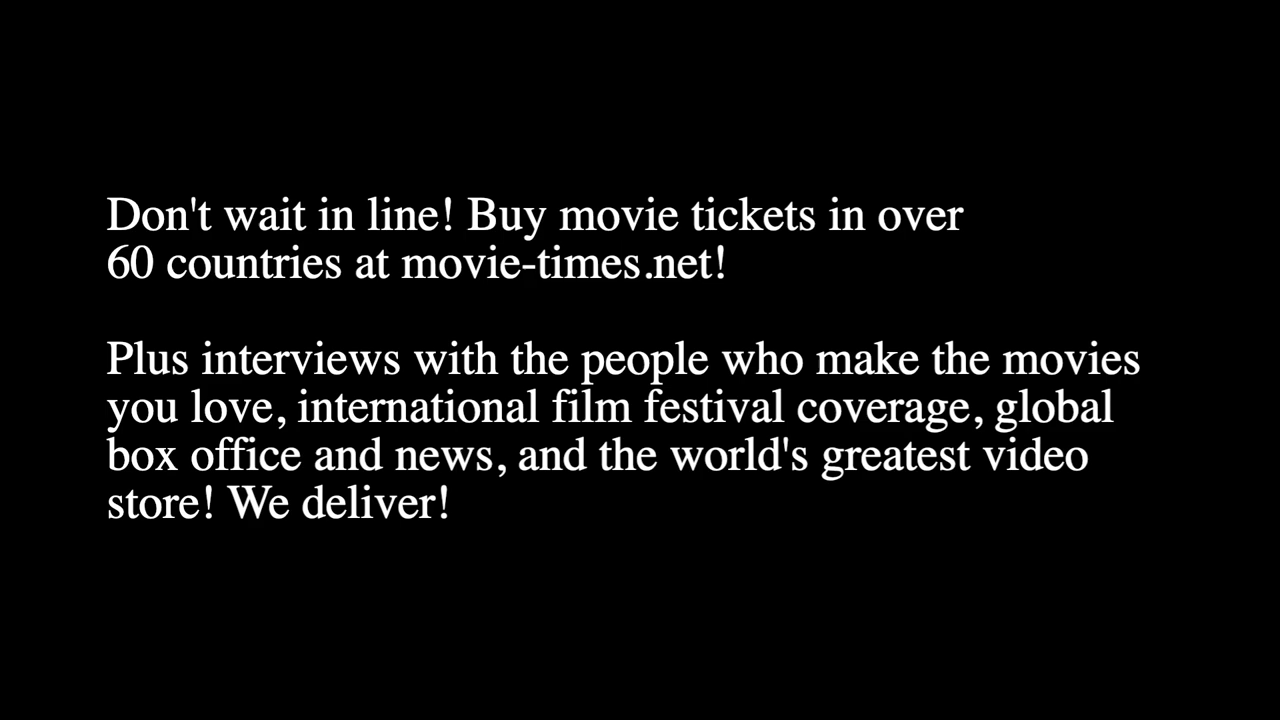 Don't wait in line! Buy movie tickets in over
60 countries at movie-times.net!
Plus interviews with the people who make the movies
you love, international film festival coverage, global
box office and news, and the world's greatest video
store! We deliver!